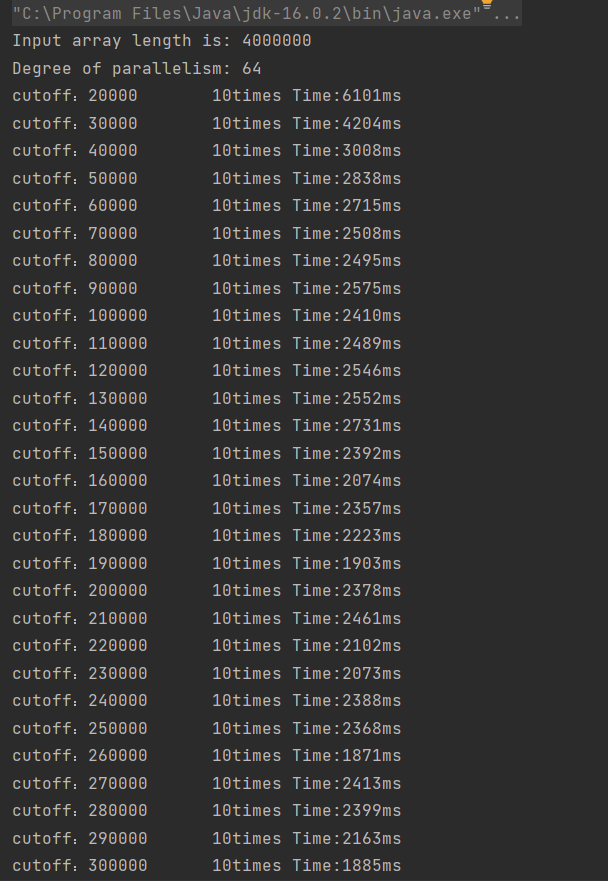 "C:\Program Files\Java\jdk-16.0.2\bin\java.exe" ...
Input array length is: 4000000
Degree of parallelism: 64
cutoff：20000 10times Time:6101ms
cutoff：30000 10times Time:4204ms
cutoff：40000 10times Time:3008ms
cutoff：50000 10times Time:2838ms
cutoff：60000 10times Time:2715ms
cutoff：70000 10times Time:2508ms
cutoff：80000 10times Time:2495ms
cutoff：90000 10times Time:2575ms
cutoff：100000 10times Time:2410ms
cutoff：110000 10times Time:2489ms
cutoff：120000 10times Time:2546ms
cutoff：130000 10times Time:2552ms
cutoff：140000 10times Time:2731ms
cutoff：150000 10times Time:2392ms
cutoff：160000 10times Time:2074ms
cutoff：170000 10times Time:2357ms
cutoff：180000 10times Time:2223ms
cutoff：190000 10times Time:1903ms
cutoff：200000 10times Time:2378ms
cutoff：210000 10times Time:2461ms
cutoff：220000 10times Time:2102ms
cutoff：230000 10times Time:2073ms
cutoff：240000 10times Time:2388ms
cutoff：250000 10times Time:2368ms
cutoff：260000 10times Time:1871ms
cutoff：270000 10times Time:2413ms
cutoff：280000 10times Time:2399ms
cutoff：290000 10times Time:2163ms
cutoff：300000 10times Time:1885ms